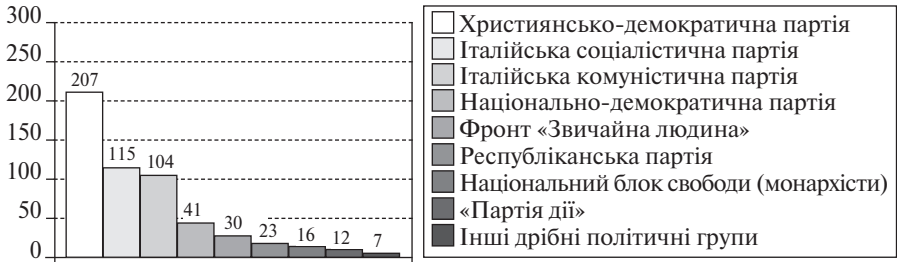 300
250
200
150
100
50
0
207
115
104
41
30
23
16
12
7
Християнсько-демократична партія
Італійська соціалістична партія
Італійська комуністична партія
Національно-демократична партія
Фронт «Звичайна людина»
Республіканська партія
Національний блок свободи (монархісти)
«Партія дії»
Інші дрібні політичні групи